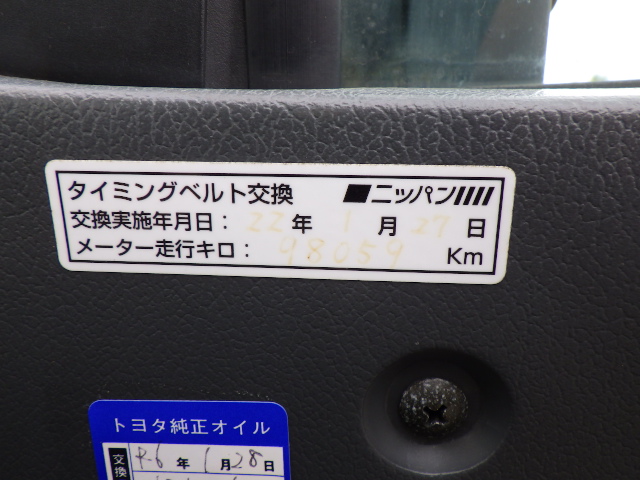 タイミングベルト交換 ニッパン
交換実施年月日： 22年 1月 27日
メーター走行キロ： 98059 Km
トヨタ純正オイル
交換 R-6年 1月28日